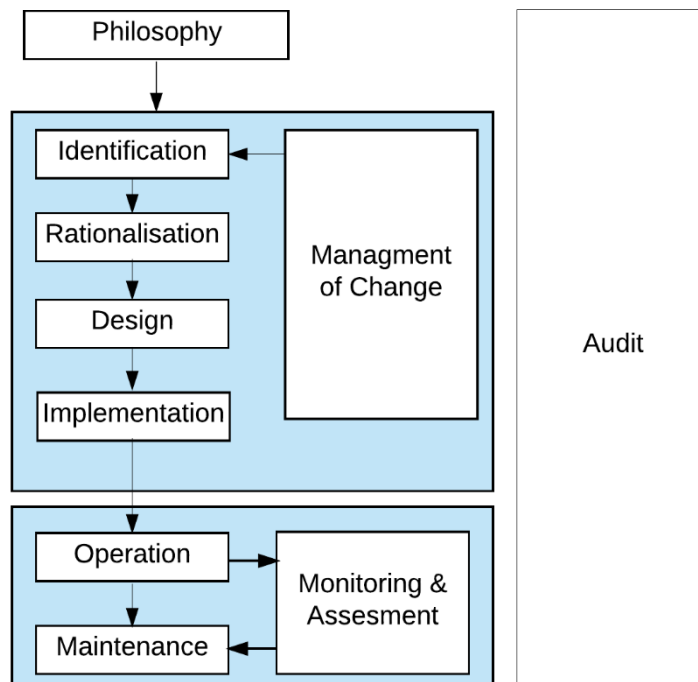 Philosophy
Identification
Rationalisation
Design
Implementation
Managment
of Change
Audit
Operation
Maintenance
Monitoring &
Assesment